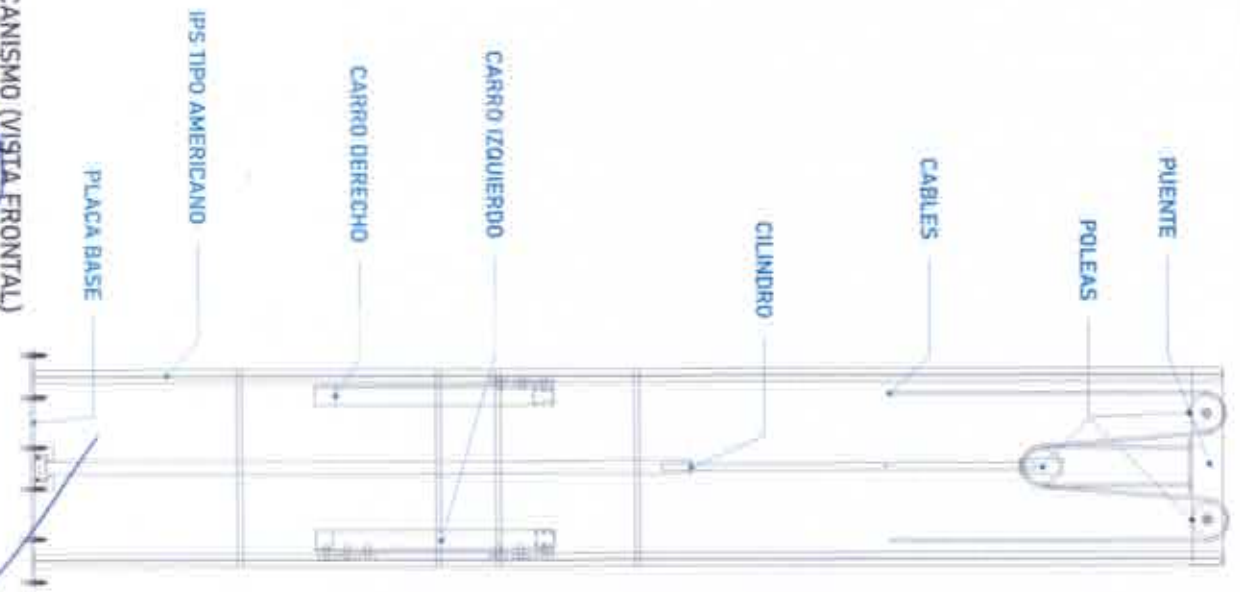 PUENTE
POLEAS
CABLES
CILINDRO
CARRO IZQUIERDO
CARRO DERECHO
IPS TIPO AMERICANO
PLACA BASE
CANISMO (VISTA FRONTAL)